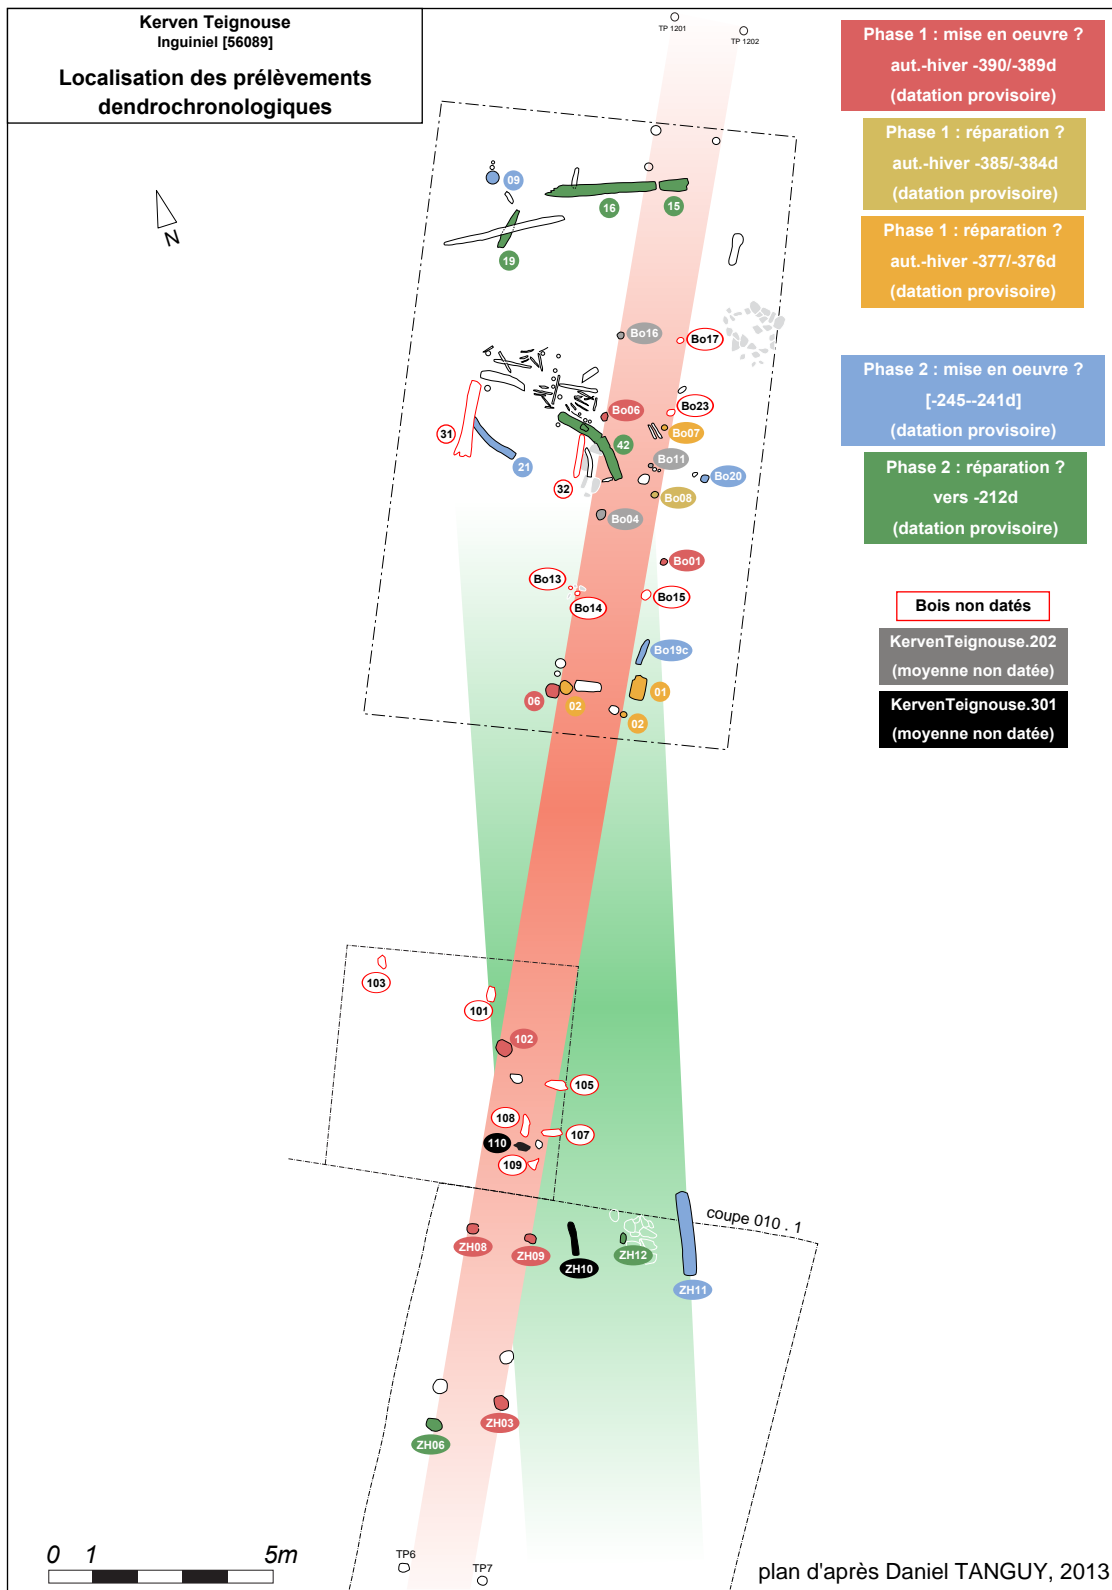 Kerven Teignouse
Inguiniel [56089]
Localisation des prélèvements
dendrochronologiques
TP 1201
TP 1202
Phase 1 : mise en oeuvre ?
aut.-hiver -390/-389d
(datation provisoire)
Phase 1 : réparation ?
aut.-hiver -385/-384d
(datation provisoire)
Phase 1 : réparation ?
aut.-hiver -377/-376d
(datation provisoire)
Phase 2 : mise en oeuvre ?
[-245--241d]
(datation provisoire)
Phase 2 : réparation ?
vers -212d
(datation provisoire)
Bois non datés
KervenTeignouse.202
(moyenne non datée)
KervenTeignouse.301
(moyenne non datée)
N
09
16
15
19
Bo16
Bo17
Bo06
Bo23
31
42
Bo07
21
Bo11
32
Bo20
Bo08
Bo04
Bo01
Bo13
Bo14
Bo15
Bo19c
06
02
01
02
103
101
102
105
108
110
107
109
coupe 010 . 1
ZH08
ZH09
ZH10
ZH12
ZH11
ZH03
ZH06
TP6
TP7
0 1 5m
plan d'après Daniel TANGUY, 2013